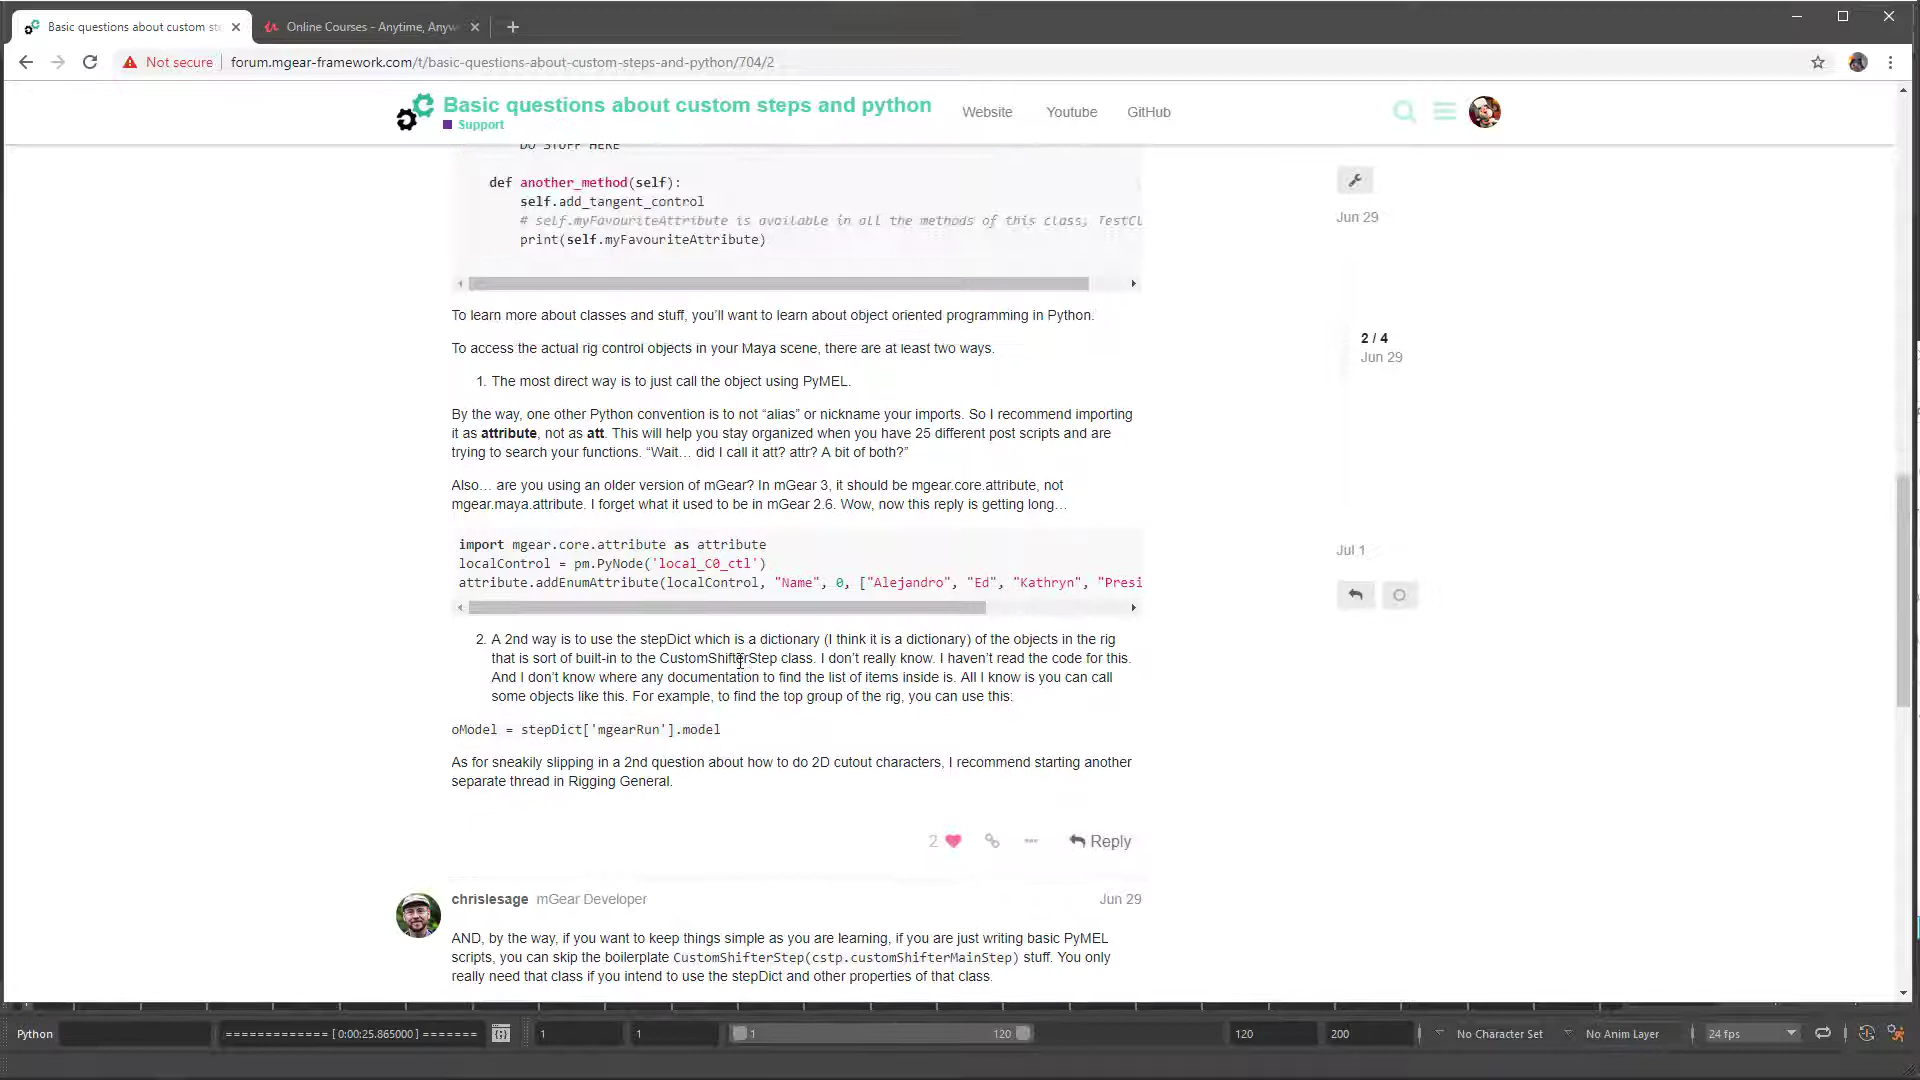 Basic questions about custom ste
Online Courses - Anytime, Anyw
Not secure
forum.mgear-framework.com/t/basic-questions-about-custom-steps-and-python/704/2
Basic questions about custom steps and python
Support
Website
Youtube
GitHub
DO STUFF HERE
def another_method(self):
self.add_tangent_control
# self.myFavouriteAttribute is available in all the methods of this class, TestCl
print(self.myFavouriteAttribute)
To learn more about classes and stuff, you'll want to learn about object oriented programming in Python.
To access the actual rig control objects in your Maya scene, there are at least two ways.
1. The most direct way is to just call the object using PyMEL.
By the way, one other Python convention is to not “alias” or nickname your imports. So I recommend importing
it as attribute, not as att. This will help you stay organized when you have 25 different post scripts and are
trying to search your functions. “Wait… did I call it att? attr? A bit of both?”
Also… are you using an older version of mGear? In mGear 3, it should be mgear.core.attribute, not
mgear.maya.attribute. I forget what it used to be in mGear 2.6. Wow, now this reply is getting long…
import mgear.core.attribute as attribute
localControl = pm.PyNode('local_C0_ctl')
attribute.addEnumAttribute(localControl, "Name", 0, ["Alejandro", "Ed", "Kathryn", "Presi
2. A 2nd way is to use the stepDict which is a dictionary (I think it is a dictionary) of the objects in the rig
that is sort of built-in to the CustomShifterStep class. I don't really know. I haven't read the code for this.
And I don't know where any documentation to find the list of items inside is. All I know is you can call
some objects like this. For example, to find the top group of the rig, you can use this:
oModel = stepDict['mgearRun'].model
As for sneakily slipping in a 2nd question about how to do 2D cutout characters, I recommend starting another
separate thread in Rigging General.
2
Reply
chrislesage mGear Developer
Jun 29
AND, by the way, if you want to keep things simple as you are learning, if you are just writing basic PyMEL
scripts, you can skip the boilerplate CustomShifterStep(cstp.customShifterMainStep) stuff. You only
really need that class if you intend to use the stepDict and other properties of that class.
Jun 29
2 / 4
Jun 29
Jul 1
Python
============= [ 0:00:25.865000 ] =======
1
1
1
120
120
200
No Character Set
No Anim Layer
24 fps